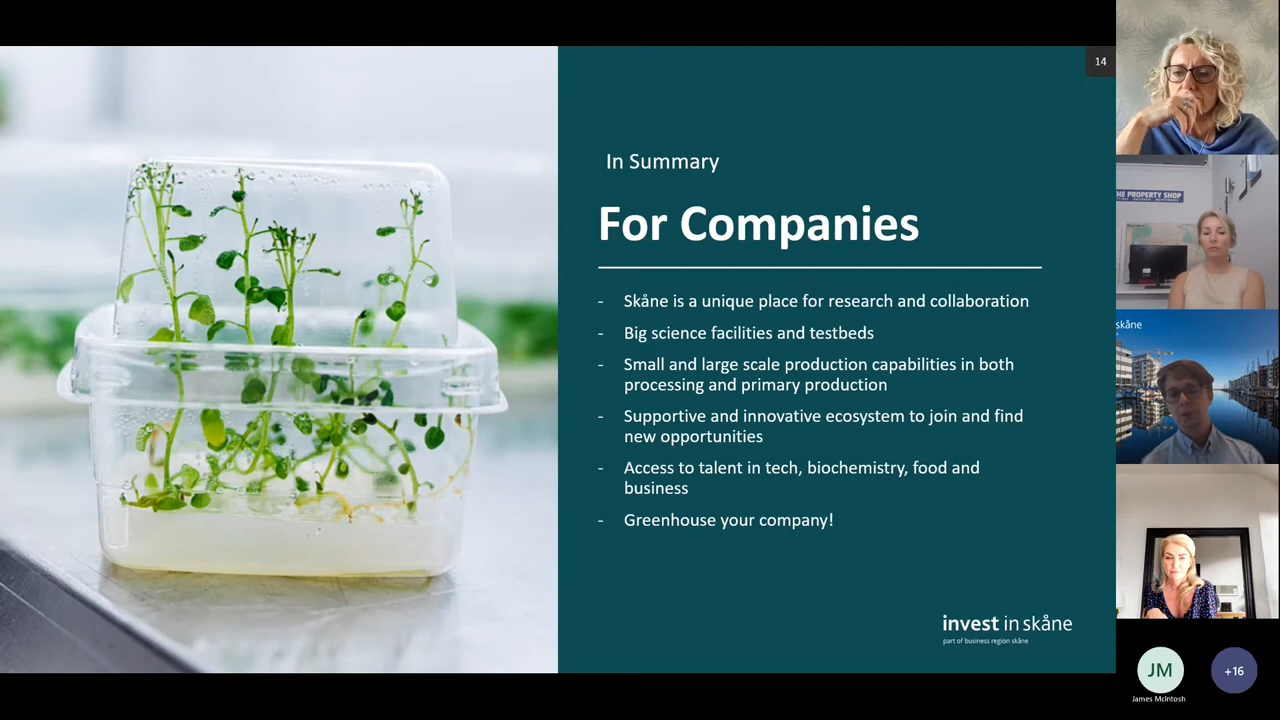 14
In Summary
For Companies
- Skåne is a unique place for research and collaboration
- Big science facilities and testbeds
- Small and large scale production capabilities in both
processing and primary production
- Supportive and innovative ecosystem to join and find
new opportunities
- Access to talent in tech, biochemistry, food and
business
- Greenhouse your company!
invest in skåne
part of business region skåne
THE PROPERTY SHOP
skåne
JM
James McIntosh
+16